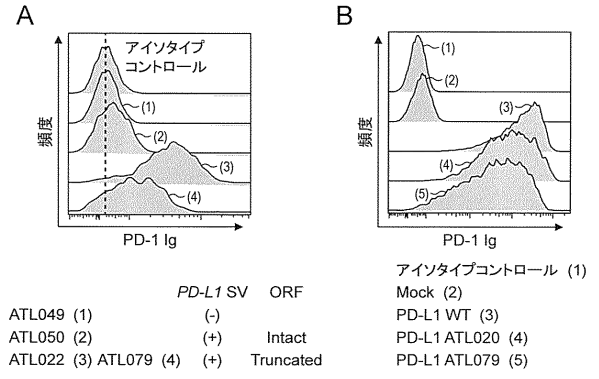 A
アイソタイプ
コントロール
(1)
(2)
(3)
(4)
頻度
PD-1 Ig
PD-L1 SV ORF
ATL049 (1) (-)
ATL050 (2) (+) Intact
ATL022 (3) ATL079 (4) (+) Truncated
B
(1)
(2)
(3)
(4)
(5)
頻度
PD-1 Ig
アイソタイプコントロール (1)
Mock (2)
PD-L1 WT (3)
PD-L1 ATL020 (4)
PD-L1 ATL079 (5)